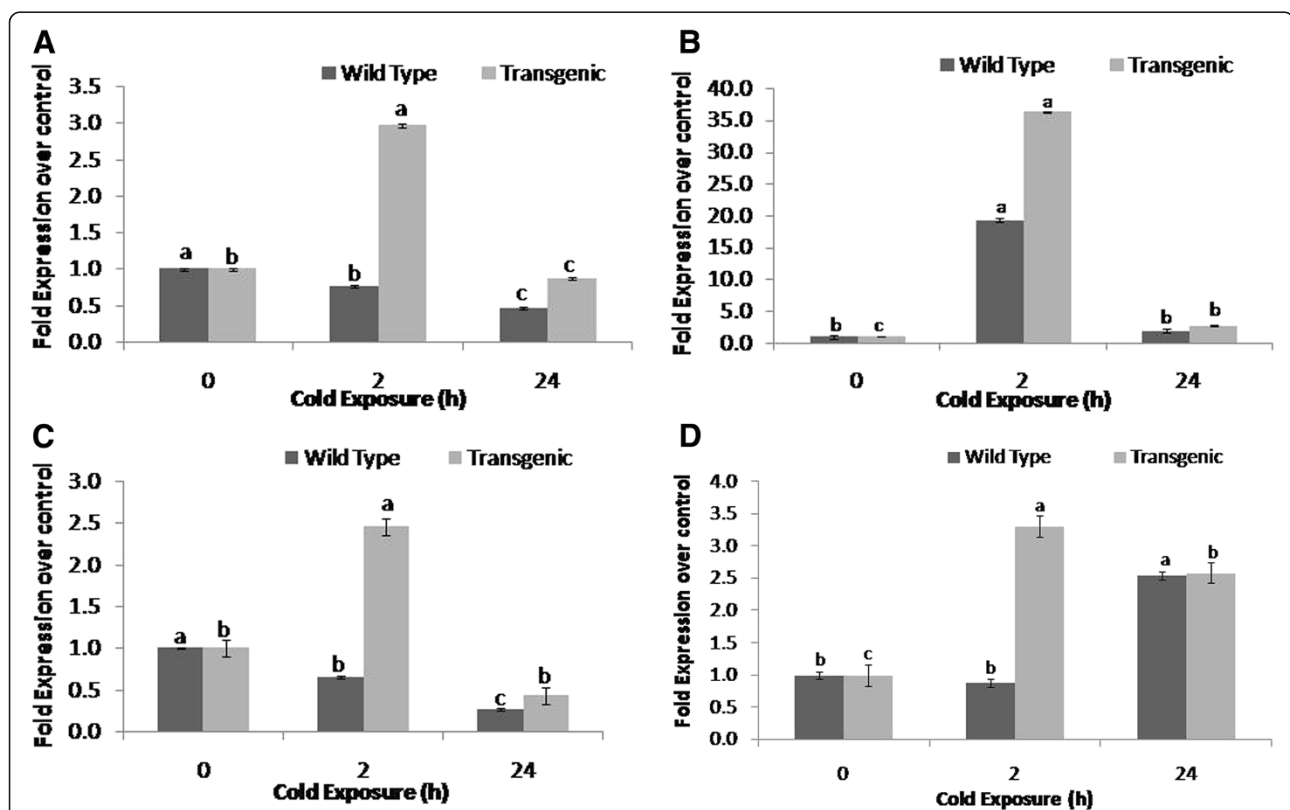 A
Wild Type Transgenic
Fold Expression over control
3.5
3.0
2.5
2.0
1.5
1.0
0.5
0.0
a b
b a
c c
0 2 24
Cold Exposure (h)
B
Wild Type Transgenic
Fold Expression over control
40.0
35.0
30.0
25.0
20.0
15.0
10.0
5.0
0.0
b c
a a
b b
0 2 24
Cold Exposure (h)
C
Wild Type Transgenic
Fold Expression over control
3.0
2.5
2.0
1.5
1.0
0.5
0.0
a b
b a
c b
0 2 24
Cold Exposure (h)
D
Wild Type Transgenic
Fold Expression over control
4.0
3.5
3.0
2.5
2.0
1.5
1.0
0.5
0.0
b c
b a
a b
0 2 24
Cold Exposure (h)